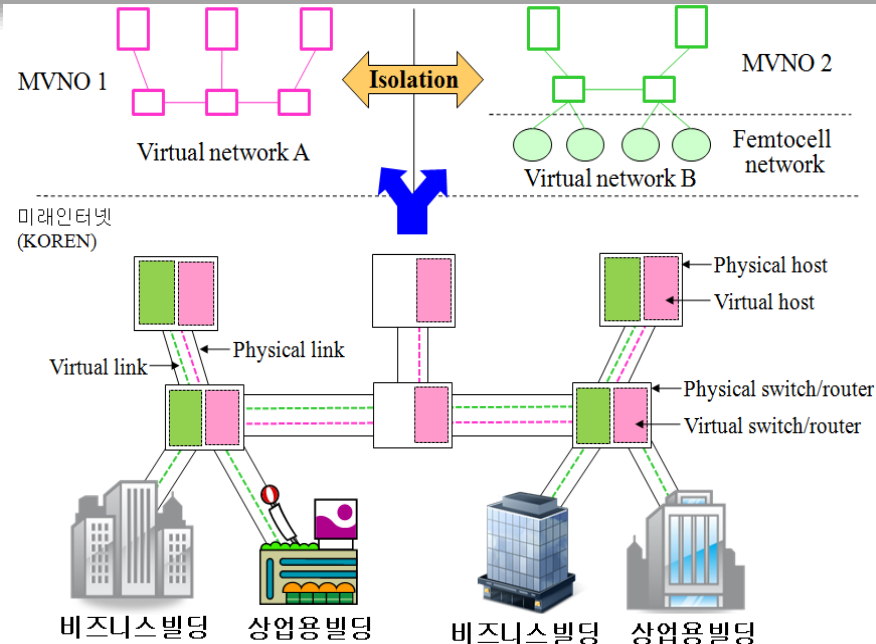 MVNO 1
Isolation
MVNO 2
Virtual network A
Femtocell
network
Virtual network B
미래인터넷
(KOREN)
Physical host
Virtual host
Virtual link
Physical link
Physical switch/router
Virtual switch/router
비즈니스빌딩
상업용빌딩
비즈니스빌딩
상업용빌딩